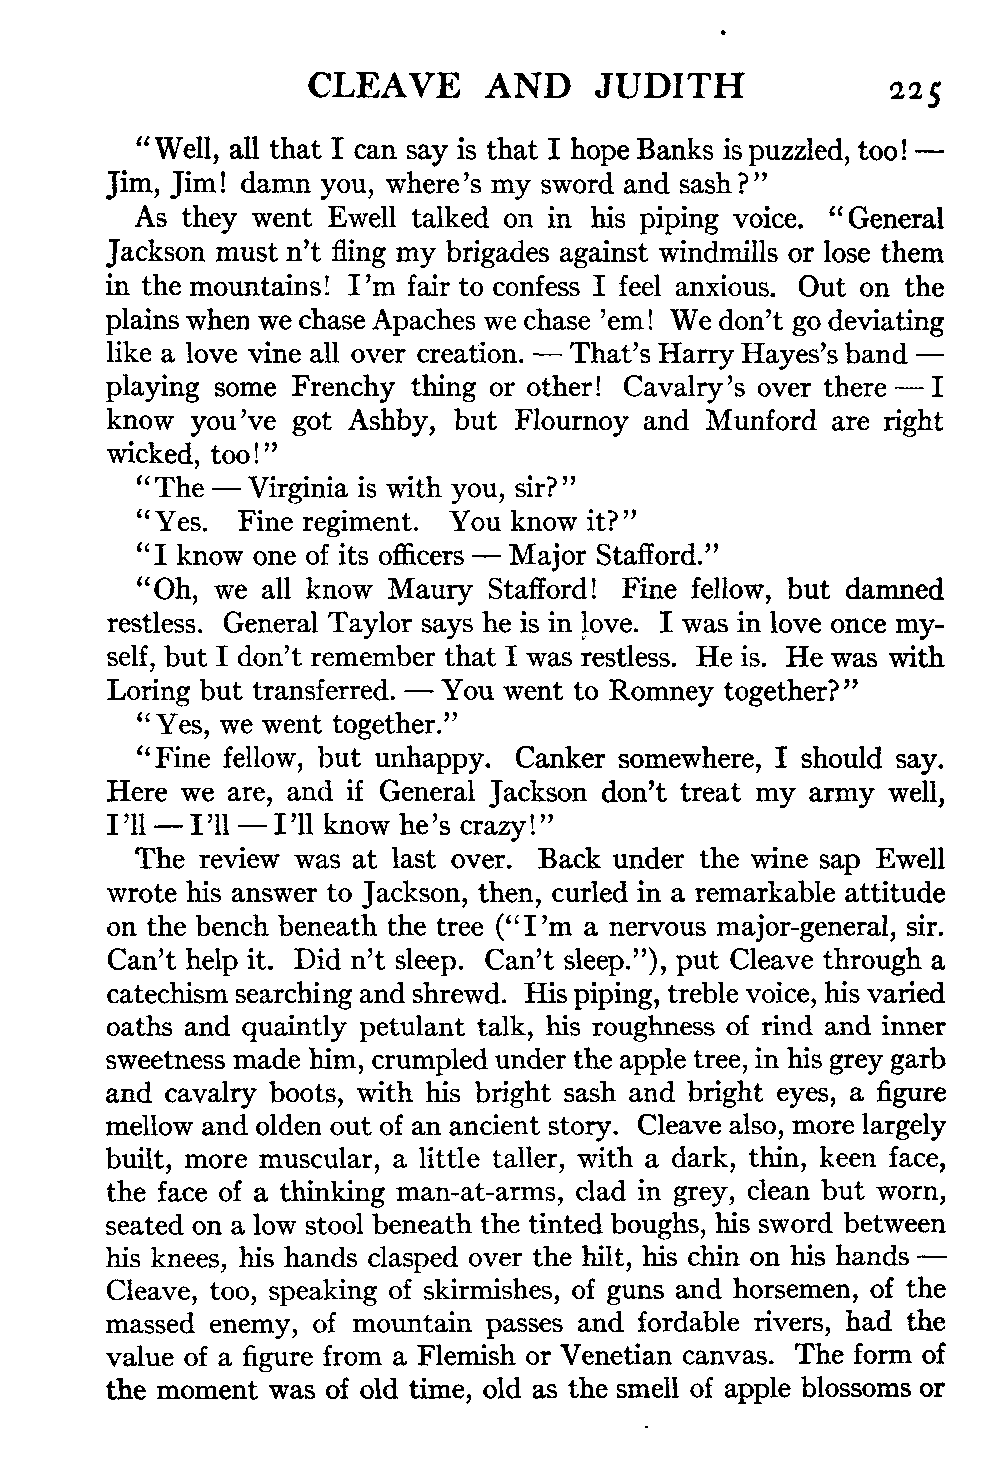 CLEAVE AND JUDITH 225
“Well, all that I can say is that I hope Banks is puzzled, too! —
Jim, Jim! damn you, where’s my sword and sash?”
As they went Ewell talked on in his piping voice. “General
Jackson must n’t fling my brigades against windmills or lose them
in the mountains! I’m fair to confess I feel anxious. Out on the
plains when we chase Apaches we chase ’em! We don’t go deviating
like a love vine all over creation. — That’s Harry Hayes’s band —
playing some Frenchy thing or other! Cavalry’s over there — I
know you’ve got Ashby, but Flournoy and Munford are right
wicked, too!”
“The — Virginia is with you, sir?”
“Yes. Fine regiment. You know it?”
“I know one of its officers — Major Stafford.”
“Oh, we all know Maury Stafford! Fine fellow, but damned
restless. General Taylor says he is in love. I was in love once my-
self, but I don’t remember that I was restless. He is. He was with
Loring but transferred. — You went to Romney together?”
“Yes, we went together.”
“Fine fellow, but unhappy. Canker somewhere, I should say.
Here we are, and if General Jackson don’t treat my army well,
I’ll — I’ll — I’ll know he’s crazy!”
The review was at last over. Back under the wine sap Ewell
wrote his answer to Jackson, then, curled in a remarkable attitude
on the bench beneath the tree (“I’m a nervous major-general, sir.
Can’t help it. Did n’t sleep. Can’t sleep.”), put Cleave through a
catechism searching and shrewd. His piping, treble voice, his varied
oaths and quaintly petulant talk, his roughness of rind and inner
sweetness made him, crumpled under the apple tree, in his grey garb
and cavalry boots, with his bright sash and bright eyes, a figure
mellow and olden out of an ancient story. Cleave also, more largely
built, more muscular, a little taller, with a dark, thin, keen face,
the face of a thinking man-at-arms, clad in grey, clean but worn,
seated on a low stool beneath the tinted boughs, his sword between
his knees, his hands clasped over the hilt, his chin on his hands —
Cleave, too, speaking of skirmishes, of guns and horsemen, of the
massed enemy, of mountain passes and fordable rivers, had the
value of a figure from a Flemish or Venetian canvas. The form of
the moment was of old time, old as the smell of apple blossoms or